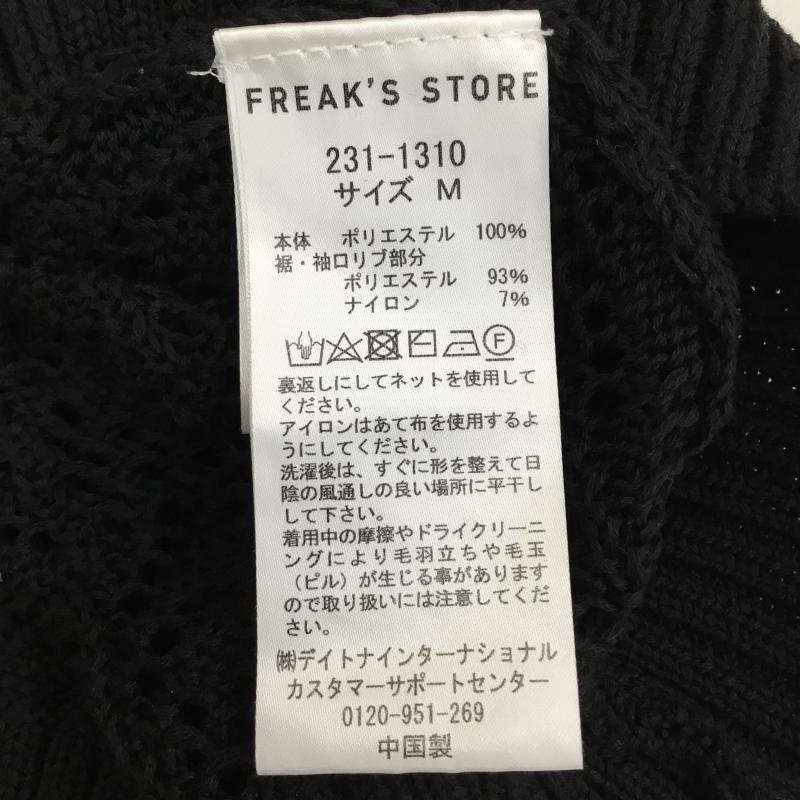 FREAK'S STORE
231-1310
サイズ M
本体 ポリエステル 100%
裾・袖口リブ部分
ポリエステル 93%
ナイロン 7%
F
裏返しにしてネットを使用して
ください。
アイロンはあて布を使用するよ
うにしてください。
洗濯後は、すぐに形を整えて日
陰の風通しの良い場所に平干し
して下さい。
着用中の摩擦やドライクリーニ
ングにより毛羽立ちや毛玉
（ピル）が生じる事があります
ので取り扱いには注意してくだ
さい。
㈱デイトナインターナショナル
カスタマーサポートセンター
0120-951-269
中国製